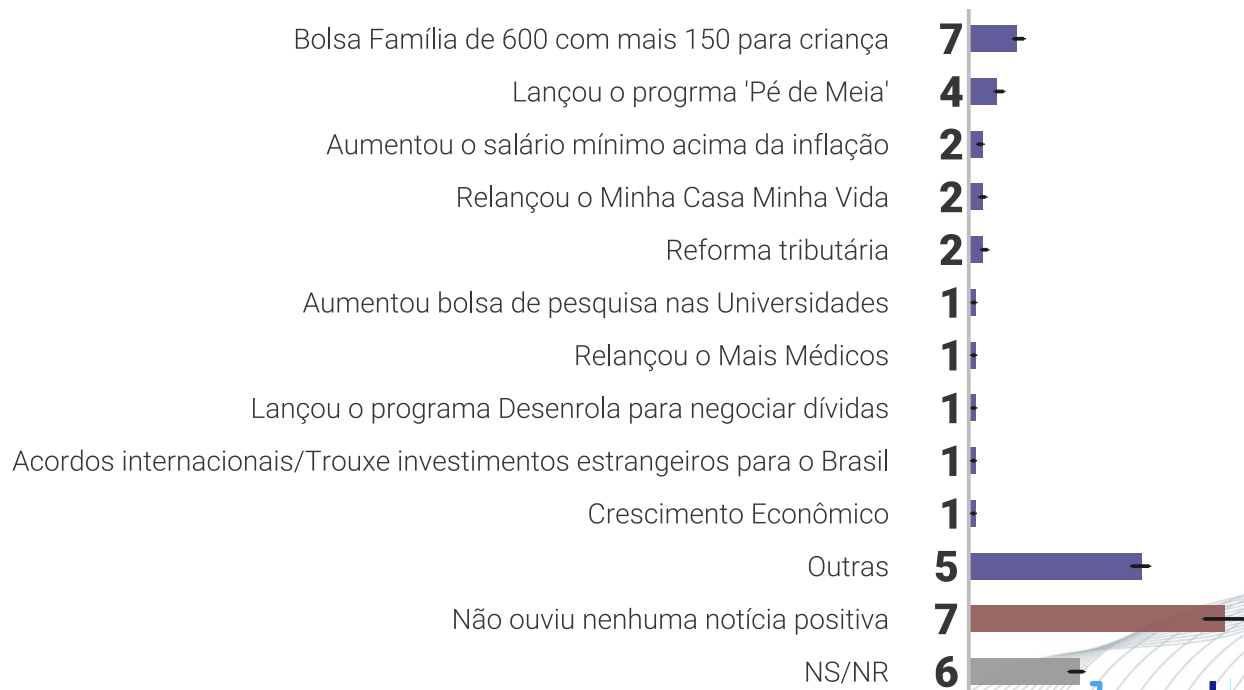 Bolsa Família de 600 com mais 150 para criança 7
Lançou o progrma 'Pé de Meia' 4
Aumentou o salário mínimo acima da inflação 2
Relançou o Minha Casa Minha Vida 2
Reforma tributária 2
Aumentou bolsa de pesquisa nas Universidades 1
Relançou o Mais Médicos 1
Lançou o programa Desenrola para negociar dívidas 1
Acordos internacionais/Trouxe investimentos estrangeiros para o Brasil 1
Crescimento Econômico 1
Outras 5
Não ouviu nenhuma notícia positiva 7
NS/NR 6